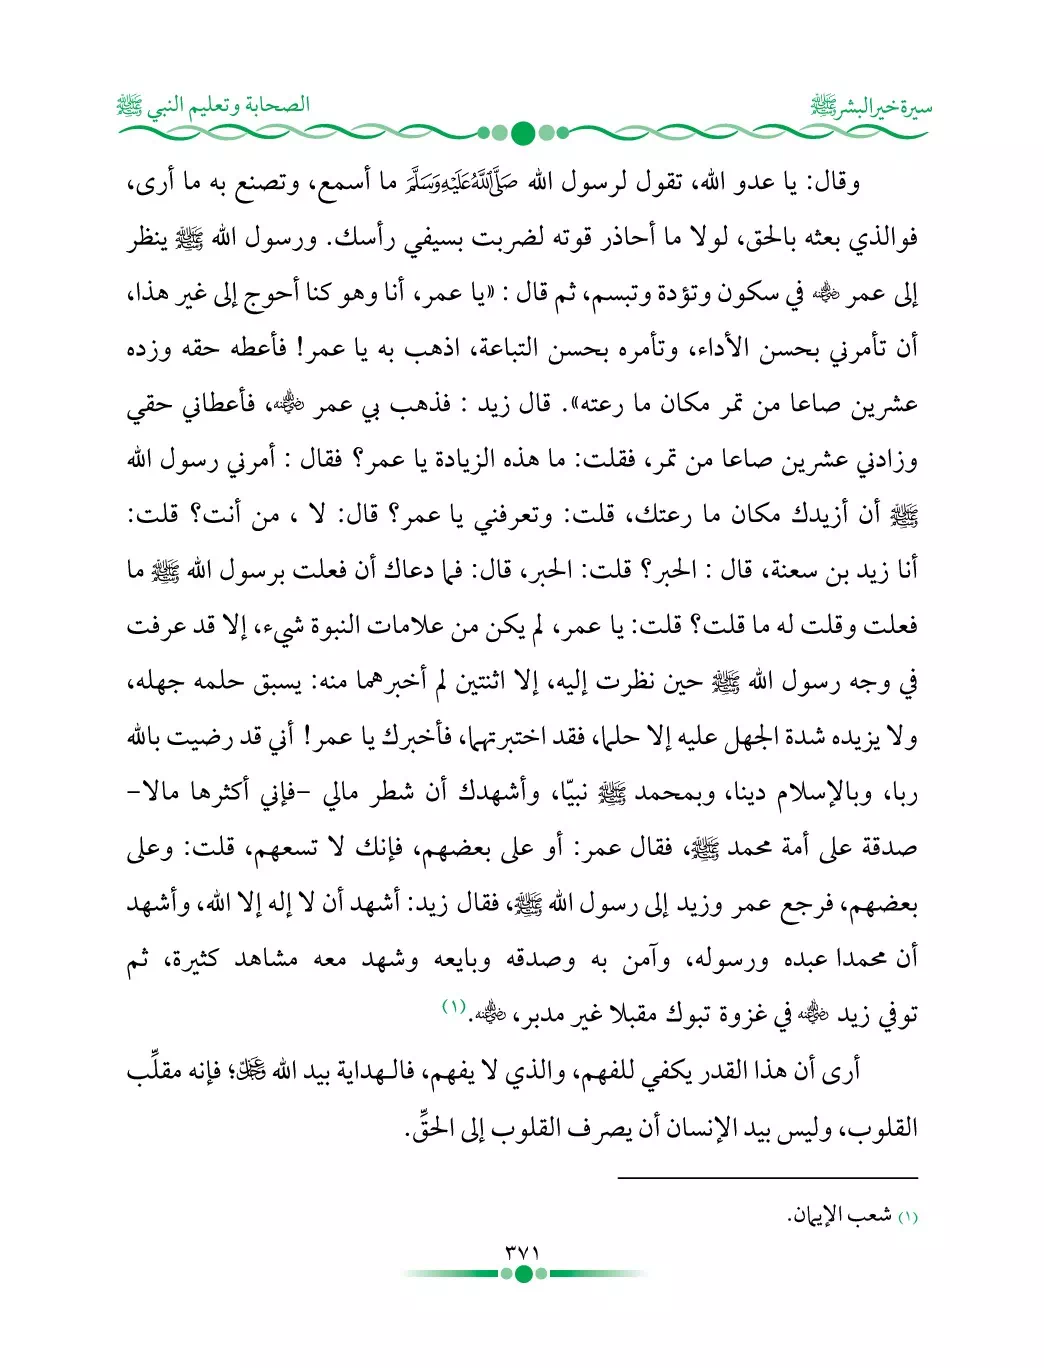 سيرة خير البشر ﷺ
الصحابة وتعليم النبي ﷺ
وقال: يا عدو الله، تقول لرسول الله صَلَّى اللَّهُ عَلَيْهِ وَسَلَّمَ ما أسمع، وتصنع به ما أرى،
فوالذي بعثه بالحق، لولا ما أحاذر قوته لضربت بسيفي رأسك. ورسول الله ﷺ ينظر
إلى عمر رضي الله عنه في سكون وتؤدة وتبسم، ثم قال : «يا عمر، أنا وهو كنا أحوج إلى غير هذا،
أن تأمرني بحسن الأداء، وتأمره بحسن التباعة، اذهب به يا عمر! فأعطه حقه وزده
عشرين صاعا من تمر مكان ما رعته». قال زيد : فذهب بي عمر رضي الله عنه، فأعطاني حقي
وزادني عشرين صاعا من تمر، فقلت: ما هذه الزيادة يا عمر؟ فقال : أمرني رسول الله
ﷺ أن أزيدك مكان ما رعتك، قلت: وتعرفني يا عمر؟ قال: لا ، من أنت؟ قلت:
أنا زيد بن سعنة، قال : الحبر؟ قلت: الحبر، قال: فما دعاك أن فعلت برسول الله ﷺ ما
فعلت وقلت له ما قلت؟ قلت: يا عمر، لم يكن من علامات النبوة شيء، إلا قد عرفت
في وجه رسول الله ﷺ حين نظرت إليه، إلا اثنتين لم أخبرهما منه: يسبق حلمه جهله،
ولا يزيده شدة الجهل عليه إلا حلما، فقد اختبرتهما، فأخبرك يا عمر! أني قد رضيت بالله
ربا، وبالإسلام دينا، وبمحمد ﷺ نبيّا، وأشهدك أن شطر مالي -فإني أكثرها مالا-
صدقة على أمة محمد ﷺ، فقال عمر: أو على بعضهم، فإنك لا تسعهم، قلت: وعلى
بعضهم، فرجع عمر وزيد إلى رسول الله ﷺ، فقال زيد: أشهد أن لا إله إلا الله، وأشهد
أن محمدا عبده ورسوله، وآمن به وصدقه وبايعه وشهد معه مشاهد كثيرة، ثم
توفي زيد رضي الله عنه في غزوة تبوك مقبلا غير مدبر، رضي الله عنه.(١)
أرى أن هذا القدر يكفي للفهم، والذي لا يفهم، فالـهداية بيد الله عَزَّوَجَلَّ؛ فإنه مقلِّب
القلوب، وليس بيد الإنسان أن يصرف القلوب إلى الحقِّ.
(١) شعب الإيمان.
٣٧١